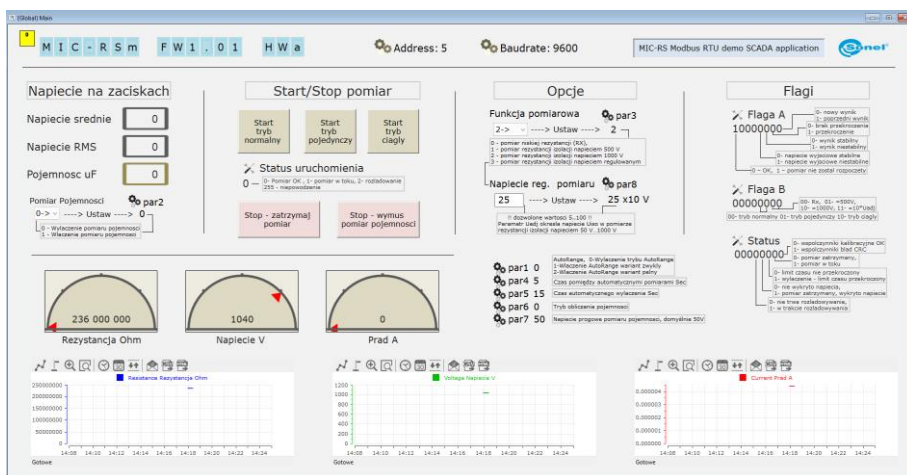 (Global) Main
MIC-RSm FW1.01 HWa
Address: 5
Baudrate: 9600
MIC-RS Modbus RTU demo SCADA application
Sonel
Napiecie na zaciskach
Napiecie srednie 0
Napiecie RMS 0
Pojemnosc uF 0
Pomiar Pojemnosci
par2
0-> ----> Ustaw ----> 0
0 - Wylaczenie pomiaru pojemnosci
1 - Wlaczenie pomiaru pojemnosci
Start/Stop pomiar
Start tryb normalny
Start tryb pojedynczy
Start tryb ciagly
Status uruchomienia
0
0- Pomiar OK , 1- pomiar w toku, 2- rozladowanie
255 - niepowodzenie
Stop - zatrzymaj pomiar
Stop - wymus pomiar pojemnosci
Opcje
Funkcja pomiarowa
par3
2-> ----> Ustaw ----> 2
0 - pomiar niskiej rezystancji (RX),
1 - pomiar rezystancji izolacji napieciem 500 V
2 - pomiar rezystancji izolacji napieciem 1000 V
3 - pomiar rezystancji izolacji napieciem regulowanym
Napiecie reg. pomiaru
par8
25 ----> Ustaw ----> 25 x10 V
!! dozwolone wartosci 5..100 !!
Parametr Uadj okresla napiecie Uiso w pomiarze
rezystancji izolacji napieciem 50 V..1000 V
par1 0
AutoRange, 0-Wylaczenie trybu AutoRange
1-Wlaczenie AutoRange wariant zwykly
2-Wlaczenie AutoRange wariant pelny
par4 5
Czas pomiędzy automatycznymi pomiarami Sec
par5 15
Czas automatycznego wylaczenia Sec
par6 0
Tryb obliczenia pojemnosci
par7 50
Napiecie progowe pomiaru pojemnosci, domyślnie 50V
Flagi
Flaga A
10000000
0- nowy wynik
1- poprzedni wynik
0- brak przekroczenia
1- przekroczenie
0- wynik stabilny
1- wynik niestabilny
0- napiecie wyjsciowe stabilne
1- napiecie wyjsciowe niestabilne
0 - OK, 1 - pomiar nie zostal rozpoczety
Flaga B
00000000
00- Rx, 01- =500V,
10- =1000V, 11- =10*Uadj
00- tryb normalny 01- tryb pojedynczy 10- tryb ciagly
Status
00000000
0- wspolczynniki kalibracyjne OK
1- wspolczynniki blad CRC
0- pomiar zatrzymany,
1- pomiar w toku
0- limit czasu nie przekroczony
1- wylaczenie - limit czasu przekroczony
0- nie wykryto napiecia,
1- pomiar zatrzymany, wykryto napiecie
0- nie trwa rozladowywanie,
1- w trakcie rozladowywania
236 000 000
Rezystancja Ohm
1040
Napiecie V
0
Prad A
Resistance Rezystancja Ohm
250000000
200000000
150000000
100000000
50000000
0
14:08 14:10 14:12 14:14 14:16 14:18 14:20 14:22 14:24
Gotowe
Voltage Napiecie V
1200
1000
800
600
400
200
0
14:08 14:10 14:12 14:14 14:16 14:18 14:20 14:22 14:24
Gotowe
Current Prad A
0.000004
0.000003
0.000002
0.000001
0.000000
14:08 14:10 14:12 14:14 14:16 14:18 14:20 14:22 14:24
Gotowe